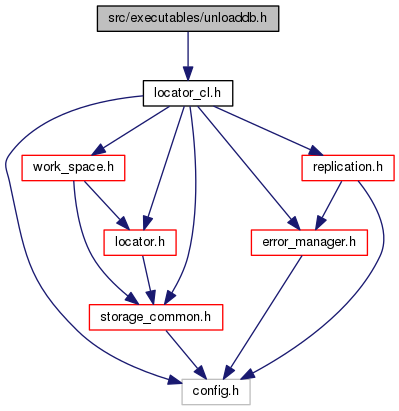 src/executables/unloaddb.h
locator_cl.h
work_space.h
replication.h
locator.h
error_manager.h
storage_common.h
config.h